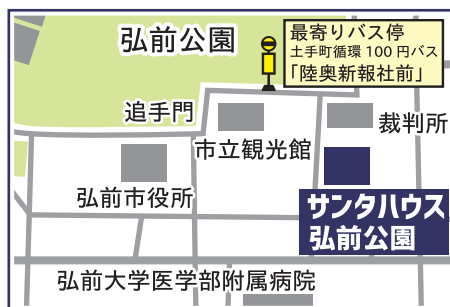 弘前公園
最寄りバス停
土手町循環100円バス
「陸奥新報社前」
追手門
市立観光館
裁判所
弘前市役所
サンタハウス
弘前公園
弘前大学医学部附属病院